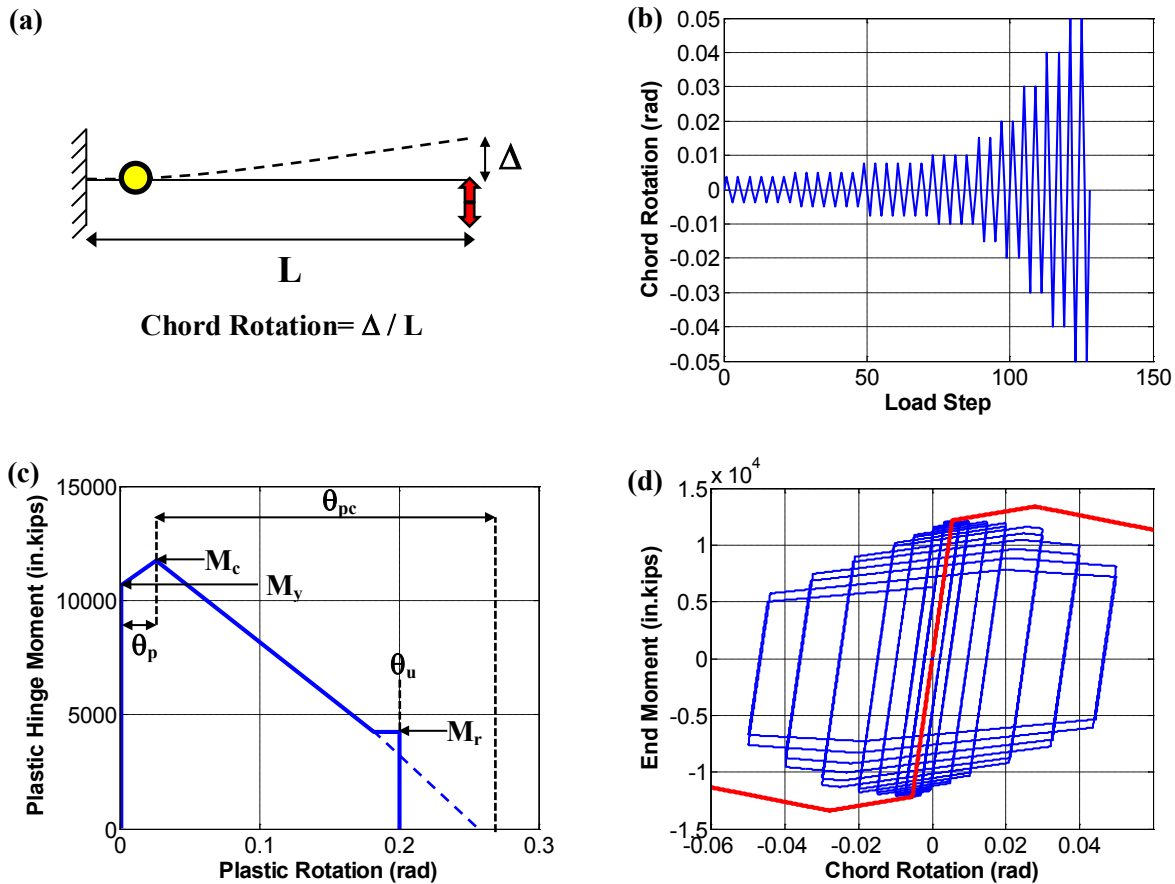 (a)
Δ
L
Chord Rotation= Δ / L
(b)
Chord Rotation (rad)
0.05
0.04
0.03
0.02
0.01
0
-0.01
-0.02
-0.03
-0.04
-0.05
0 50 100 150
Load Step
(c)
Plastic Hinge Moment (in.kips)
15000
10000
5000
0
θpc
Mc
My
θp
θu
Mr
0 0.1 0.2 0.3
Plastic Rotation (rad)
(d)
End Moment (in.kips)
x 10^4
1.5
1
0.5
0
-0.5
-1
-1.5
-0.06 -0.04 -0.02 0 0.02 0.04
Chord Rotation (rad)